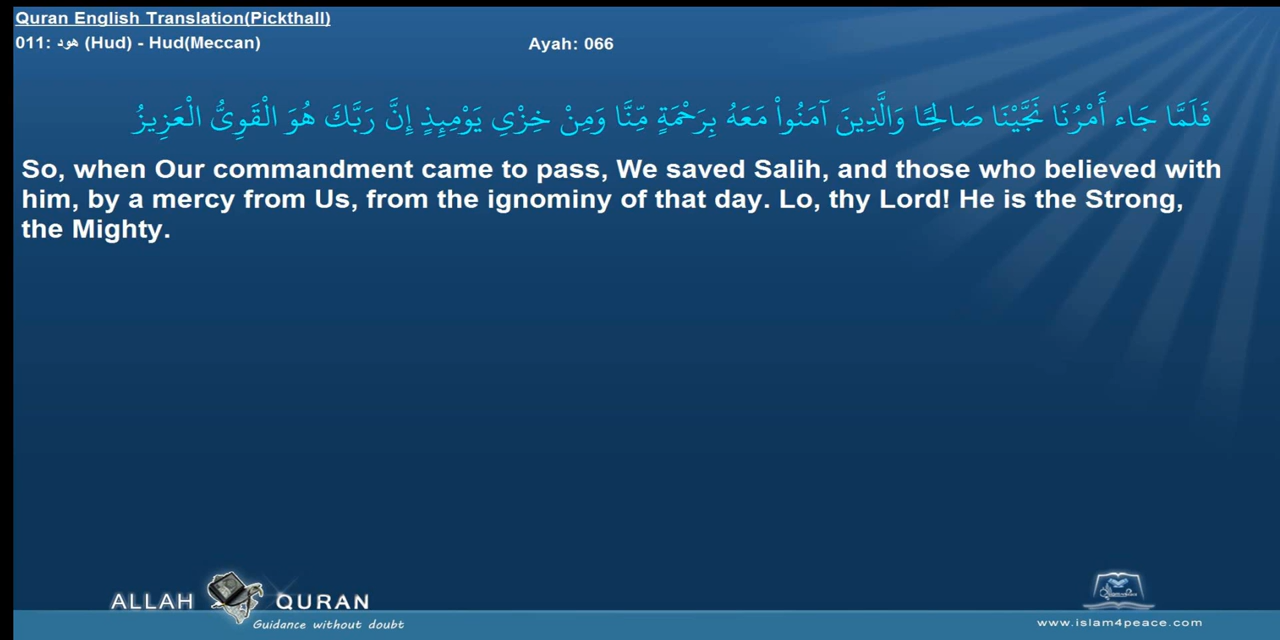 Quran English Translation(Pickthall)
011: هود (Hud) - Hud(Meccan) Ayah: 066
فَلَمَّا جَاء أَمْرُنَا نَجَّيْنَا صَالِحًا وَالَّذِينَ آمَنُواْ مَعَهُ بِرَحْمَةٍ مِّنَّا وَمِنْ خِزْيِ يَوْمِئِذٍ إِنَّ رَبَّكَ هُوَ الْقَوِيُّ الْعَزِيزُ
So, when Our commandment came to pass, We saved Salih, and those who believed with
him, by a mercy from Us, from the ignominy of that day. Lo, thy Lord! He is the Strong,
the Mighty.
ALLAH QURAN
Guidance without doubt
www.islam4peace.com